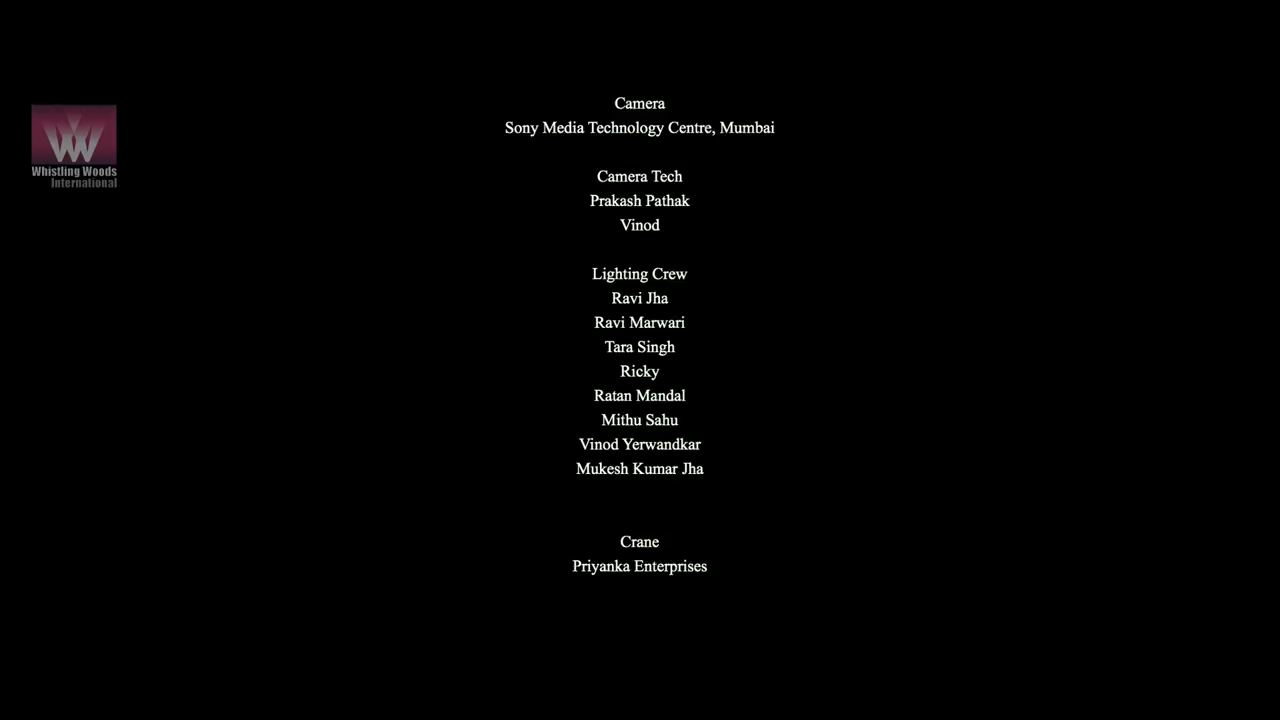 Camera
Sony Media Technology Centre, Mumbai
Whistling Woods
International
Camera Tech
Prakash Pathak
Vinod
Lighting Crew
Ravi Jha
Ravi Marwari
Tara Singh
Ricky
Ratan Mandal
Mithu Sahu
Vinod Yerwandkar
Mukesh Kumar Jha
Crane
Priyanka Enterprises